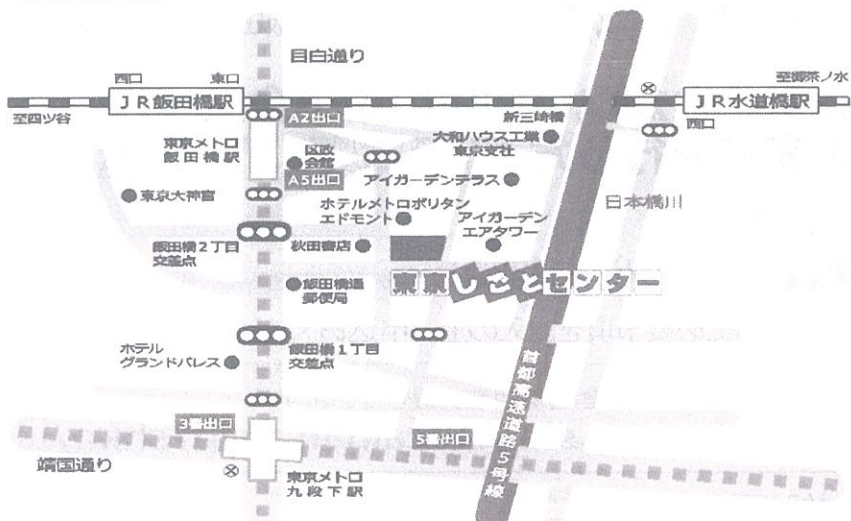 目白通り
西口
東口
JR飯田橋駅
至四ツ谷
至御茶ノ水
JR水道橋駅
西口
新三崎橋
A2出口
東京メトロ
飯田橋駅
区政
会館
大和ハウス工業
東京支社
A5出口
アイガーデンテラス
東京大神宮
ホテルメトロポリタン
エドモント
アイガーデン
エアタワー
日本橋川
飯田橋2丁目
交差点
秋田書店
飯田橋通
郵便局
東京しごとセンター
ホテル
グランドパレス
飯田橋1丁目
交差点
首都高速道路5号線
3番出口
5番出口
靖国通り
東京メトロ
九段下駅